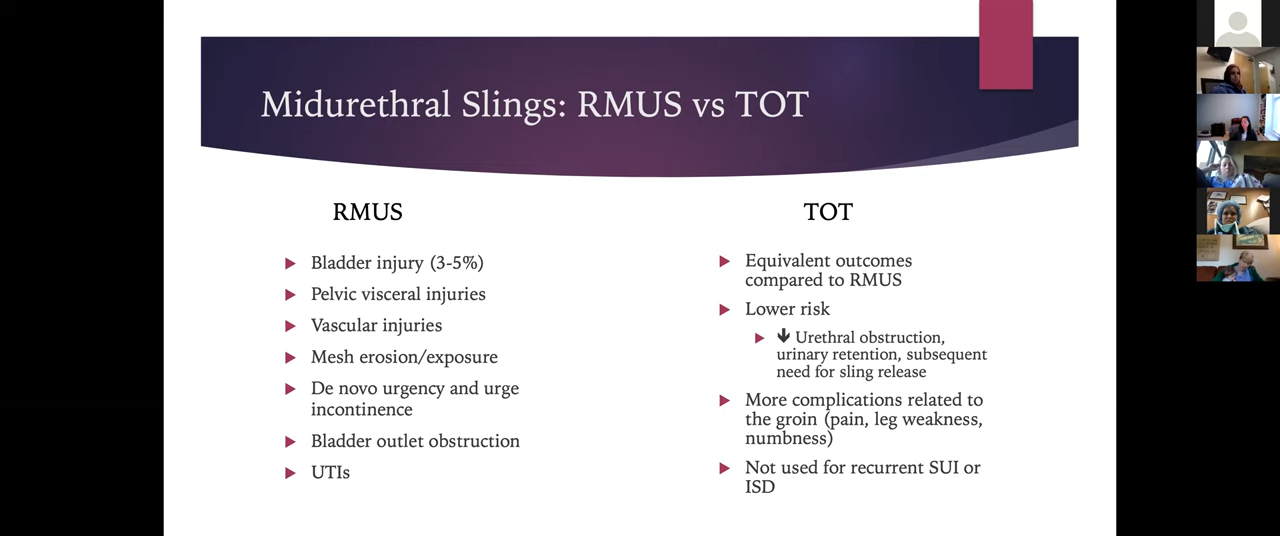 Midurethral Slings: RMUS vs TOT
RMUS
Bladder injury (3-5%)
Pelvic visceral injuries
Vascular injuries
Mesh erosion/exposure
De novo urgency and urge
incontinence
Bladder outlet obstruction
UTIs
TOT
Equivalent outcomes
compared to RMUS
Lower risk
🡻 Urethral obstruction,
urinary retention, subsequent
need for sling release
More complications related to
the groin (pain, leg weakness,
numbness)
Not used for recurrent SUI or
ISD